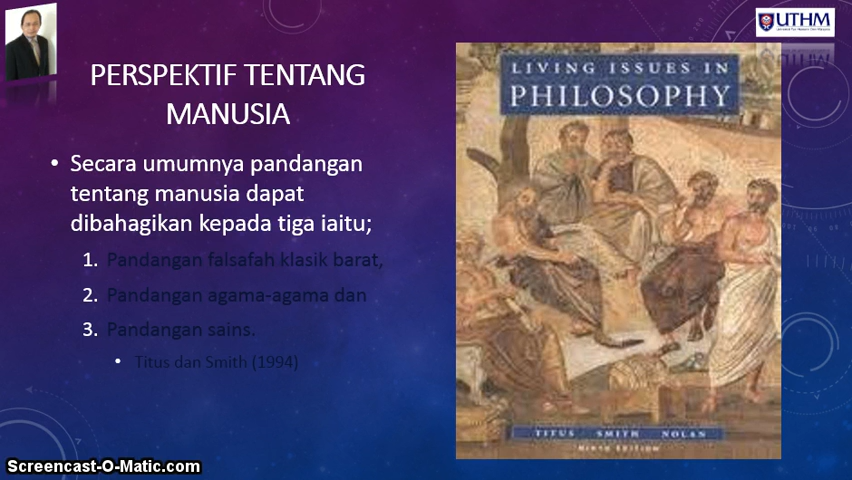 UTHM
PERSPEKTIF TENTANG
MANUSIA
• Secara umumnya pandangan
tentang manusia dapat
dibahagikan kepada tiga iaitu;
1. Pandangan falsafah klasik barat,
2. Pandangan agama-agama dan
3. Pandangan sains.
• Titus dan Smith (1994)
LIVING ISSUES IN
PHILOSOPHY
TITUS SMITH NOLAN
NINTH EDITION
Screencast-O-Matic.com